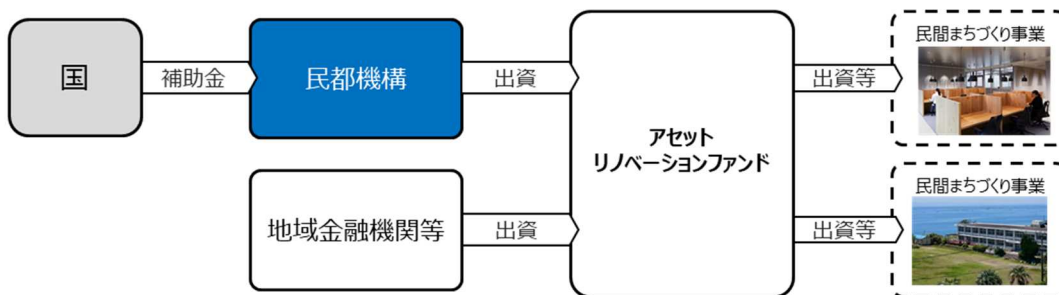 国
補助金
民都機構
出資
地域金融機関等
出資
アセット
リノベーションファンド
出資等
民間まちづくり事業
出資等
民間まちづくり事業